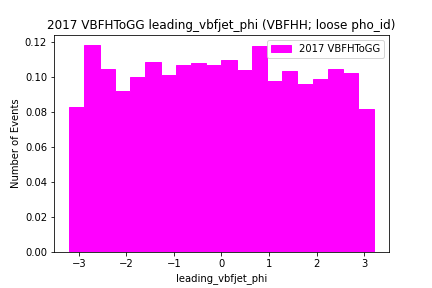 2017 VBFHToGG leading_vbfjet_phi (VBFHH; loose pho_id)
2017 VBFHToGG
Number of Events
0.12
0.10
0.08
0.06
0.04
0.02
0.00
−3 −2 −1 0 1 2 3
leading_vbfjet_phi